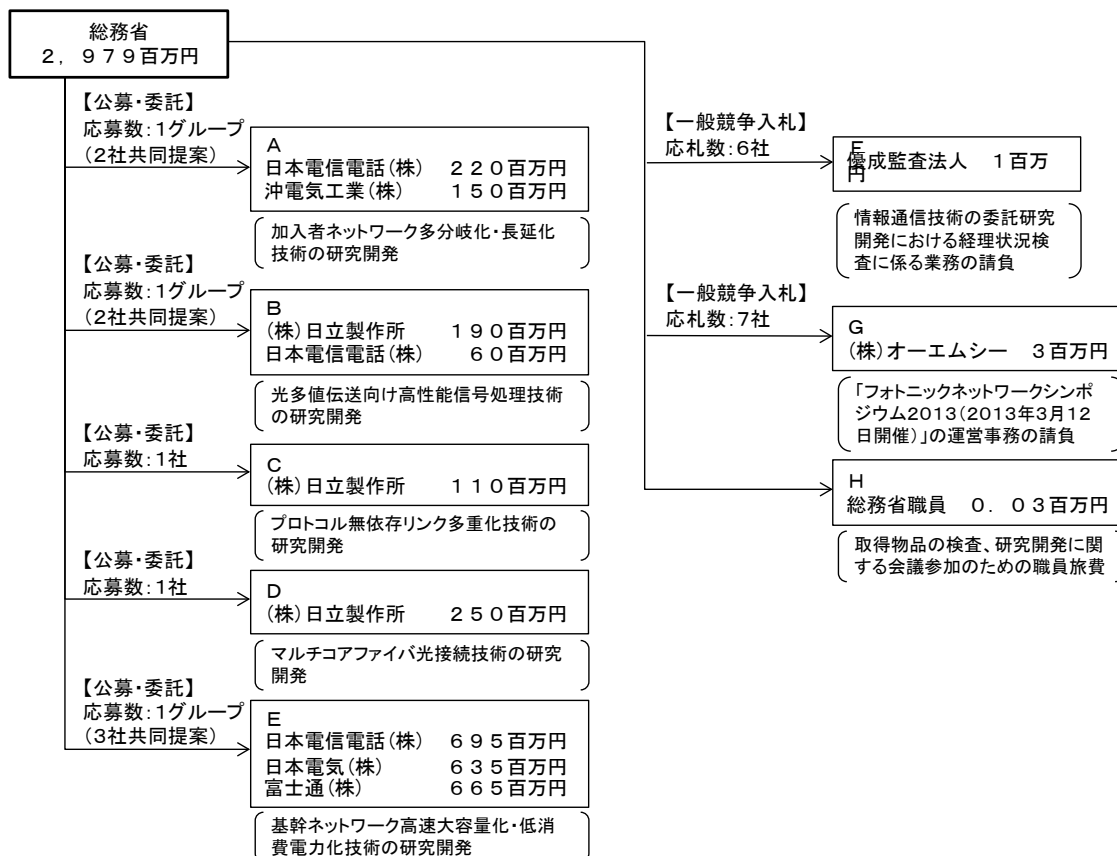 総務省
２，９７９百万円
【公募・委託】
応募数：１グループ
（２社共同提案）
A
日本電信電話（株）　２２０百万円
沖電気工業（株）　１５０百万円
加入者ネットワーク多分岐化・長延化
技術の研究開発
【公募・委託】
応募数：１グループ
（２社共同提案）
B
（株）日立製作所　１９０百万円
日本電信電話（株）　６０百万円
光多値伝送向け高性能信号処理技術
の研究開発
【公募・委託】
応募数：１社
C
（株）日立製作所　１１０百万円
プロトコル無依存リンク多重化技術の
研究開発
【公募・委託】
応募数：１社
D
（株）日立製作所　２５０百万円
マルチコアファイバ光接続技術の研究
開発
【公募・委託】
応募数：１グループ
（３社共同提案）
E
日本電信電話（株）　６９５百万円
日本電気（株）　６３５百万円
富士通（株）　６６５百万円
基幹ネットワーク高速大容量化・低消
費電力化技術の研究開発
【一般競争入札】
応札数：６社
F
優成監査法人　１百万
円
情報通信技術の委託研究
開発における経理状況検
査に係る業務の請負
【一般競争入札】
応札数：７社
G
（株）オーエムシー　３百万円
「フォトニックネットワークシンポ
ジウム２０１３（２０１３年３月１２
日開催）」の運営事務の請負
H
総務省職員　０．０３百万円
取得物品の検査、研究開発に関
する会議参加のための職員旅費